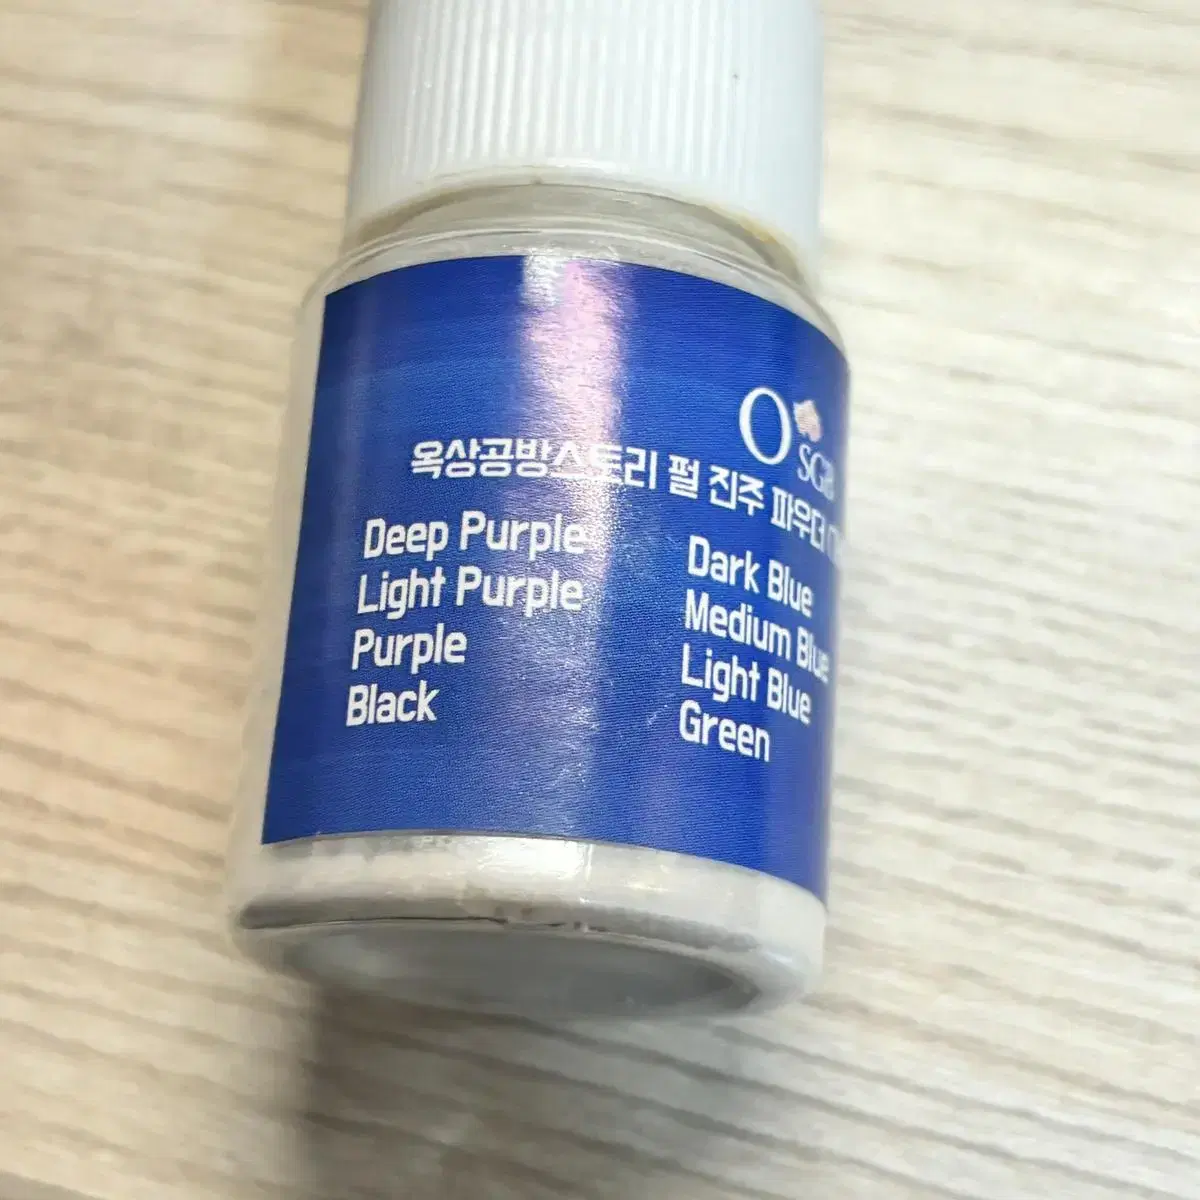 O
옥상공방스토리 펄 진주 파우더
Deep Purple
Light Purple
Purple
Black
Dark Blue
Medium Blue
Light Blue
Green